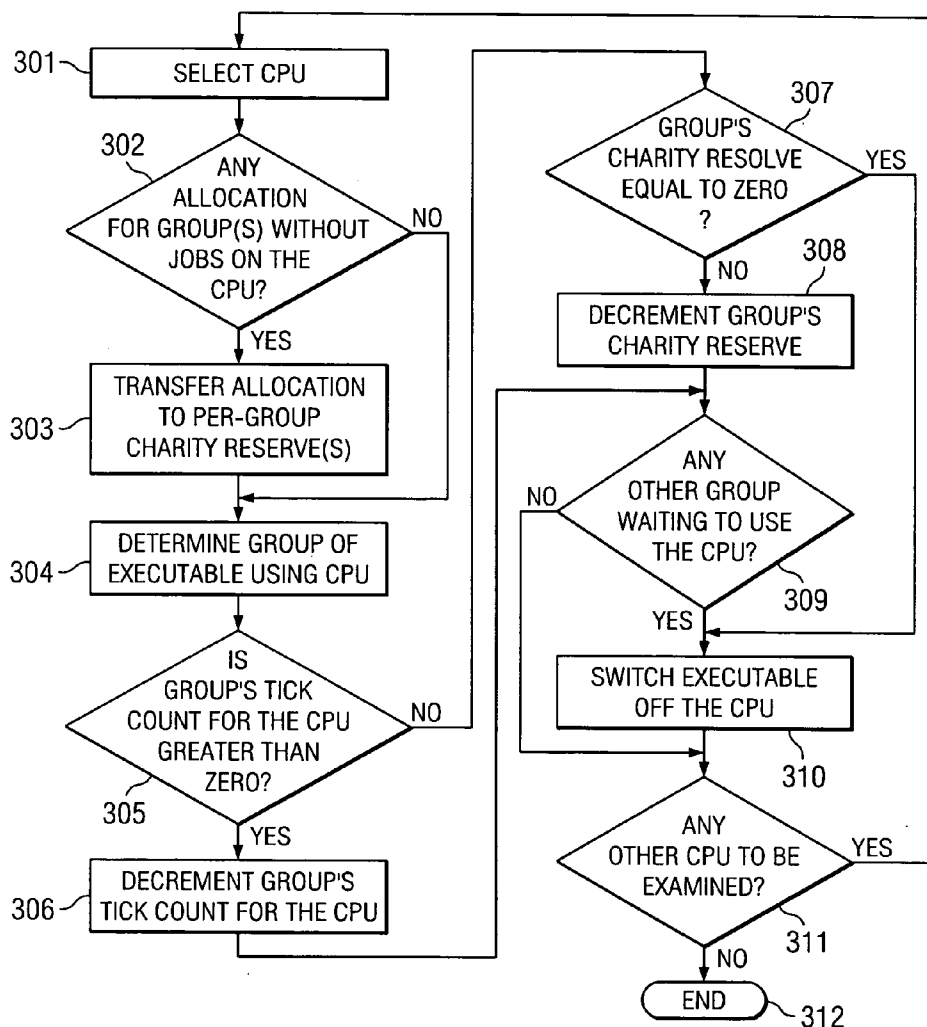 301
SELECT CPU
302
ANY
ALLOCATION
FOR GROUP(S) WITHOUT
JOBS ON THE
CPU?
NO
YES
303
TRANSFER ALLOCATION
TO PER-GROUP
CHARITY RESERVE(S)
304
DETERMINE GROUP OF
EXECUTABLE USING CPU
IS
GROUP'S TICK
COUNT FOR THE CPU
GREATER THAN
ZERO?
NO
305
YES
306
DECREMENT GROUP'S
TICK COUNT FOR THE CPU
307
GROUP'S
CHARITY RESOLVE
EQUAL TO ZERO
?
YES
NO
308
DECREMENT GROUP'S
CHARITY RESERVE
ANY
OTHER GROUP
WAITING TO USE
THE CPU?
NO
309
YES
SWITCH EXECUTABLE
OFF THE CPU
310
ANY
OTHER CPU TO BE
EXAMINED?
YES
311
NO
END
312